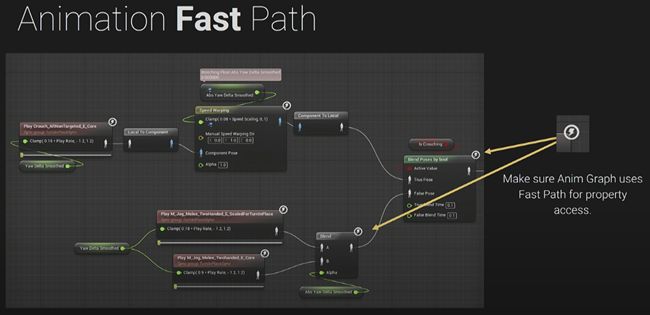 Animation Fast Path
Abs Yaw Delta Smoothed
Speed Warping
Component To Local
Play Crouch_AltNonTargeted_E_Core
Clamp( 0.08 + Speed Scaling, 0, 1)
Local To Component
Is Crouching
Clamp( 0.16 + Play Rate, - 1.2, 1.2)
Manual Speed Warping Dir
Blend Poses by bool
Component Pose
Active Value
Make sure Anim Graph uses
Yaw Delta Smoothed
Alpha 1.0
True Pose
Fast Path for property
False Pose
access.
True Blend Time 0.1
Play M_Jog_Melee_TwoHanded_E_ScaledForTurnInPlace
False Blend Time 0.1
Clamp( 0.16 + Play Rate, - 1.2, 1.2)
Blend
Yaw Delta Smoothed
A
Play M_Jog_Melee_TwoHanded_E_Core
B
Clamp( 0.9 + Play Rate, - 1.2, 1.2)
Alpha
Abs Yaw Delta Smoothed